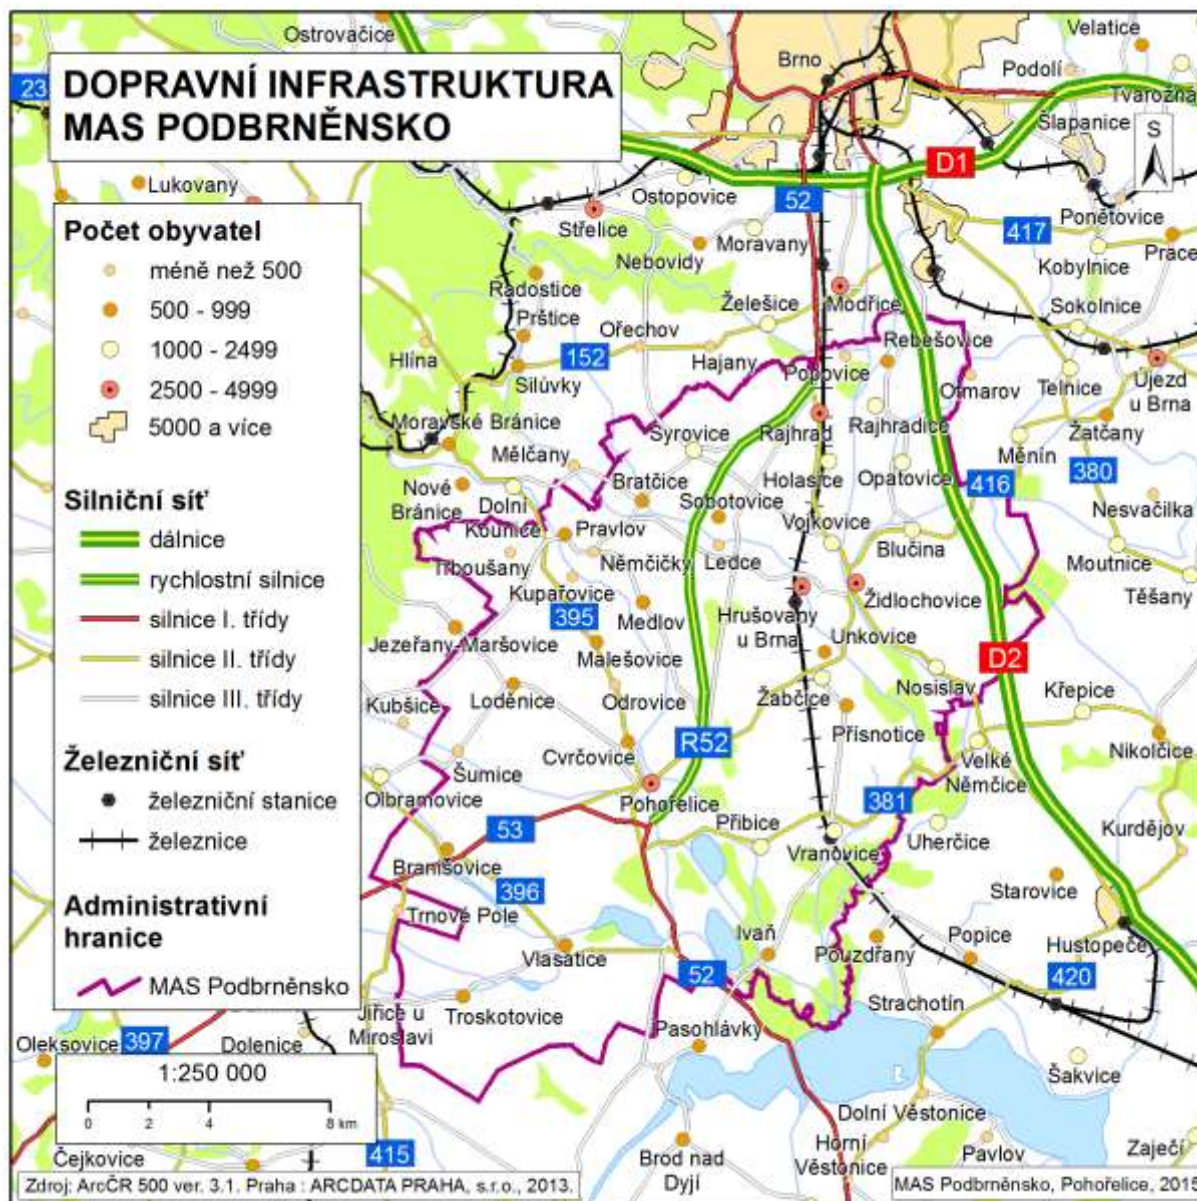 Ostrovačice
Brno
Velatice
Podolí
Tvarožná
23
DOPRAVNÍ INFRASTRUKTURA
MAS PODBRNĚNSKO
Šlapanice
S
D1
Lukovany
Ostopovice
52
Střelice
Moravany
417
Ponětovice
Prace
Nebovidy
Kobylnice
Počet obyvatel
méně než 500
500 - 999
1000 - 2499
2500 - 4999
5000 a více
Radostice
Želešice
Modřice
Sokolnice
Prštice
Ořechov
Rebešovice
Hlína
152
Hajany
Popovice
Silůvky
Otmarov
Telnice
Újezd
u Brna
Moravské Bránice
Syrovice
Rajhrad
Rajhradice
Žatčany
Mělčany
Měnín
380
Bratčice
Holasice
Opatovice
416
Nové
Bránice
Dolní
Kounice
Sobotovice
Nesvačilka
Pravlov
Vojkovice
Blučina
Silniční síť
dálnice
rychlostní silnice
silnice I. třídy
silnice II. třídy
silnice III. třídy
Trboušany
Němčičky
Ledce
Moutnice
Těšany
Kupařovice
395
Medlov
Hrušovany
u Brna
Židlochovice
Jezeřany-Maršovice
Malešovice
Unkovice
D2
Kubšice
Loděnice
Odrovice
Žabčice
Nosislav
Křepice
R52
Přísnotice
Cvrčovice
Šumice
Velké
Němčice
Nikolčice
Železniční síť
železniční stanice
železnice
Olbramovice
Pohořelice
381
53
Přibice
Uherčice
Kurdějov
Branišovice
Vranovice
396
Starovice
Administrativní
hranice
MAS Podbrněnsko
Trnové Pole
Vlasatice
Ivaň
Pouzdřany
Popice
Hustopeče
52
420
Jiřice u
Miroslavi
Troskotovice
Pasohlávky
Strachotín
Oleksovice
397
Dolenice
Šakvice
1:250 000
0 2 4 8 km
Dolní Věstonice
Horní
Věstonice
Pavlov
Zaječí
Čejkovice
415
Brod nad
Dyjí
Zdroj: ArcČR 500 ver. 3.1. Praha : ARCDATA PRAHA, s.r.o., 2013.
MAS Podbrněnsko, Pohořelice, 2015